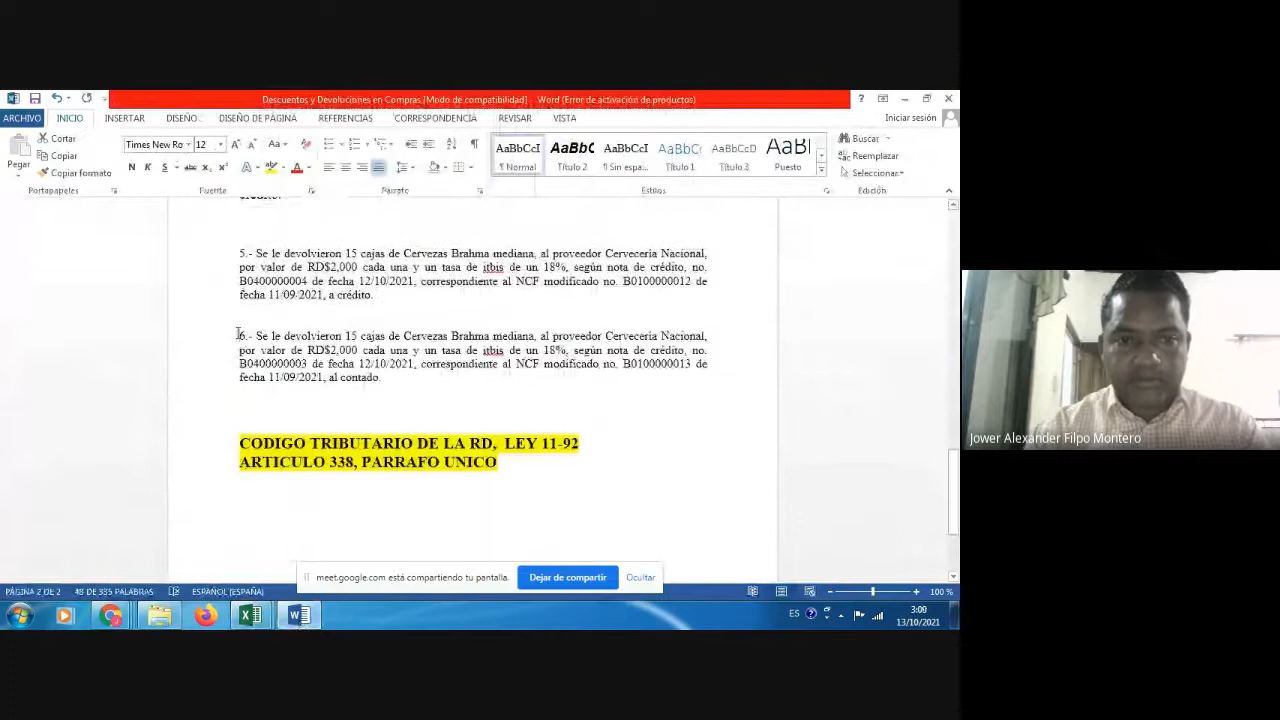 Descuentos y Devoluciones en Compras [Modo de compatibilidad] - Word (Error de activación de productos)
ARCHIVO INICIO INSERTAR DISEÑO DISEÑO DE PÁGINA REFERENCIAS CORRESPONDENCIA REVISAR VISTA Iniciar sesión
Cortar
Copiar
Copiar formato
Pegar
Times New Ro 12
N K S
AaBbCcI AaBbC AaBbCcI AaBbC AaBbCcD AaBbI
¶ Normal Título 2 ¶ Sin espa... Título 1 Título 3 Puesto
Buscar
Reemplazar
Seleccionar
Portapapeles Fuente Párrafo Estilos Edición
5.- Se le devolvieron 15 cajas de Cervezas Brahma mediana, al proveedor Cervecería Nacional,
por valor de RD$2,000 cada una y un tasa de itbis de un 18%, según nota de crédito, no.
B0400000004 de fecha 12/10/2021, correspondiente al NCF modificado no. B0100000012 de
fecha 11/09/2021, a crédito.
6.- Se le devolvieron 15 cajas de Cervezas Brahma mediana, al proveedor Cervecería Nacional,
por valor de RD$2,000 cada una y un tasa de itbis de un 18%, según nota de crédito, no.
B0400000003 de fecha 12/10/2021, correspondiente al NCF modificado no. B0100000013 de
fecha 11/09/2021, al contado.
CODIGO TRIBUTARIO DE LA RD, LEY 11-92
ARTICULO 338, PARRAFO UNICO
meet.google.com está compartiendo tu pantalla.
Dejar de compartir
Ocultar
PÁGINA 2 DE 2 48 DE 335 PALABRAS ESPAÑOL (ESPAÑA) 100 %
ES
3:09
13/10/2021
Jower Alexander Filpo Montero